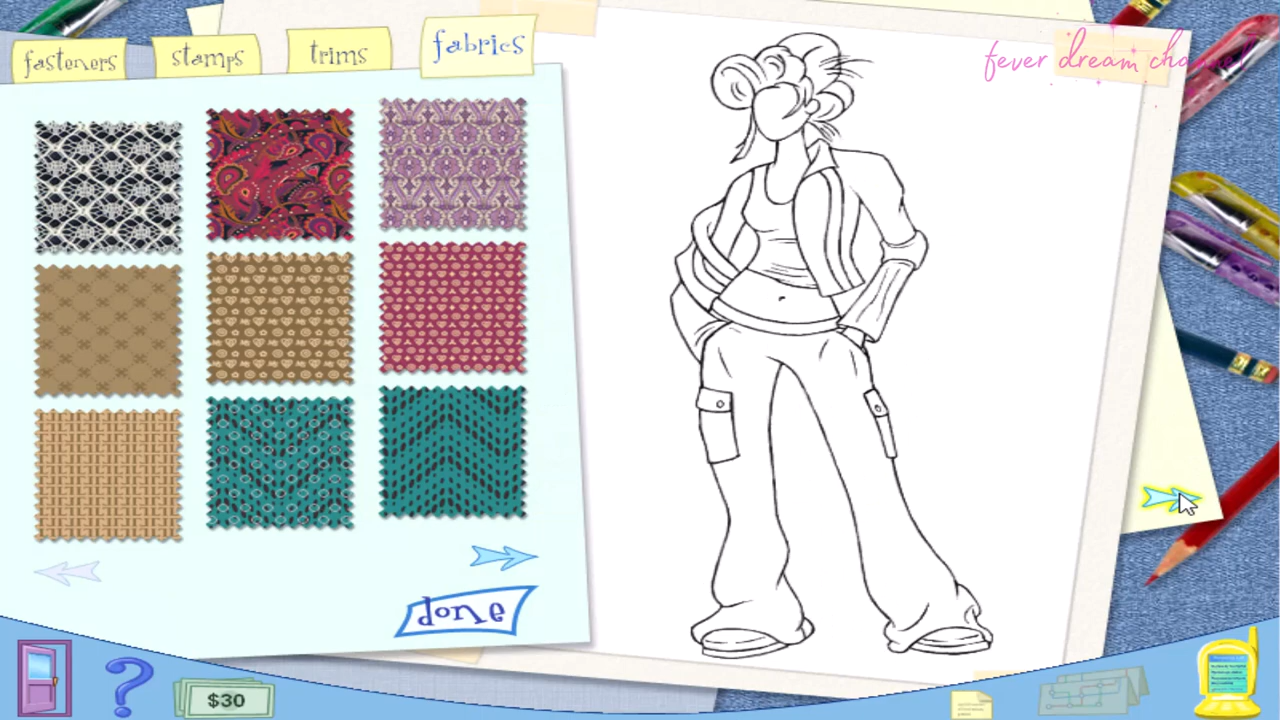 fasteners
stamps
trims
fabrics
fever dream channel
done
$30